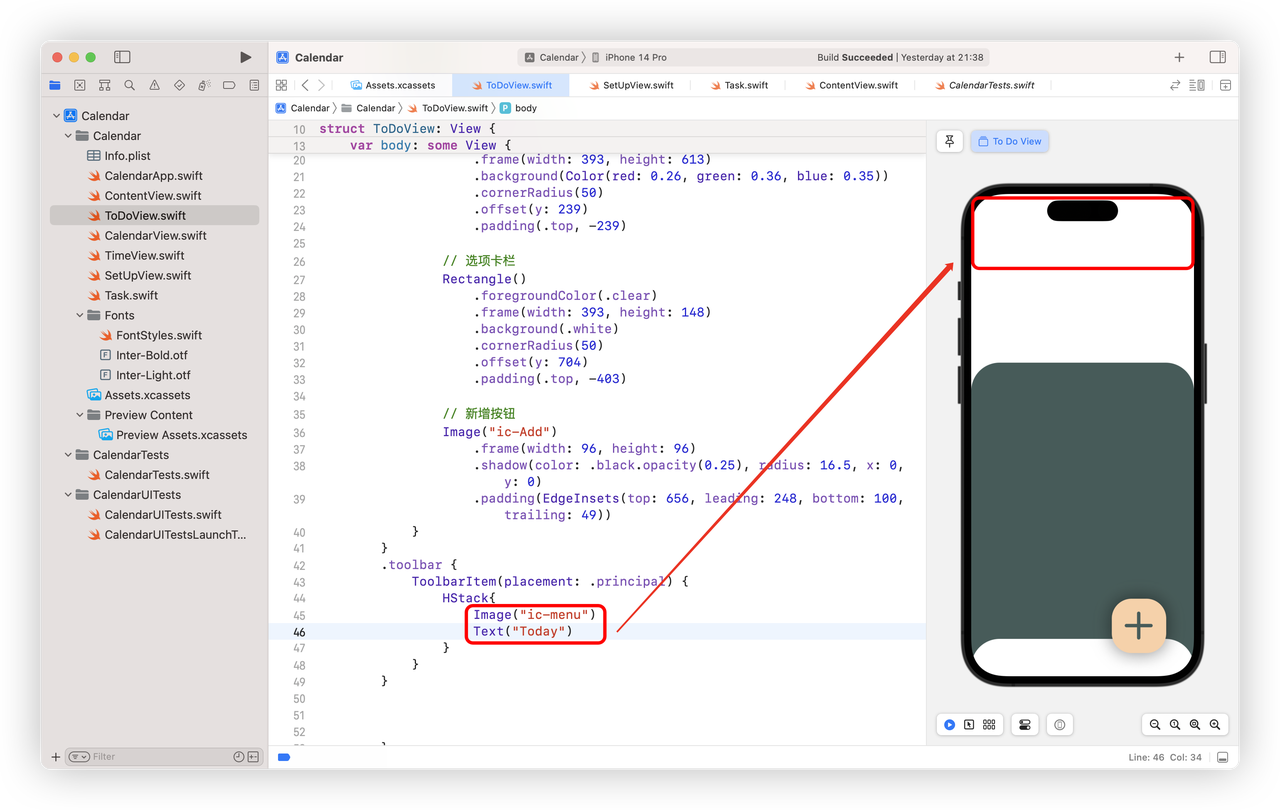 Calendar
Calendar 〉 iPhone 14 Pro
Build Succeeded | Yesterday at 21:38
Assets.xcassets
ToDoView.swift
SetUpView.swift
Task.swift
ContentView.swift
CalendarTests.swift
Calendar 〉 Calendar 〉 ToDoView.swift 〉 P body
Calendar
Calendar
Info.plist
CalendarApp.swift
ContentView.swift
ToDoView.swift
CalendarView.swift
TimeView.swift
SetUpView.swift
Task.swift
Fonts
FontStyles.swift
F Inter-Bold.otf
F Inter-Light.otf
Assets.xcassets
Preview Content
Preview Assets.xcassets
CalendarTests
CalendarTests.swift
CalendarUITests
CalendarUITests.swift
CalendarUITestsLaunchT...
Filter
10 struct ToDoView: View {
13 var body: some View {
20 .frame(width: 393, height: 613)
21 .background(Color(red: 0.26, green: 0.36, blue: 0.35))
22 .cornerRadius(50)
23 .offset(y: 239)
24 .padding(.top, -239)
25
26 // 选项卡栏
27 Rectangle()
28 .foregroundColor(.clear)
29 .frame(width: 393, height: 148)
30 .background(.white)
31 .cornerRadius(50)
32 .offset(y: 704)
33 .padding(.top, -403)
34
35 // 新增按钮
36 Image("ic-Add")
37 .frame(width: 96, height: 96)
38 .shadow(color: .black.opacity(0.25), radius: 16.5, x: 0,
y: 0)
39 .padding(EdgeInsets(top: 656, leading: 248, bottom: 100,
trailing: 49))
40 }
41 }
42 .toolbar {
43 ToolbarItem(placement: .principal) {
44 HStack{
45 Image("ic-menu")
46 Text("Today")
47 }
48 }
49 }
50
51
52
To Do View
Line: 46 Col: 34